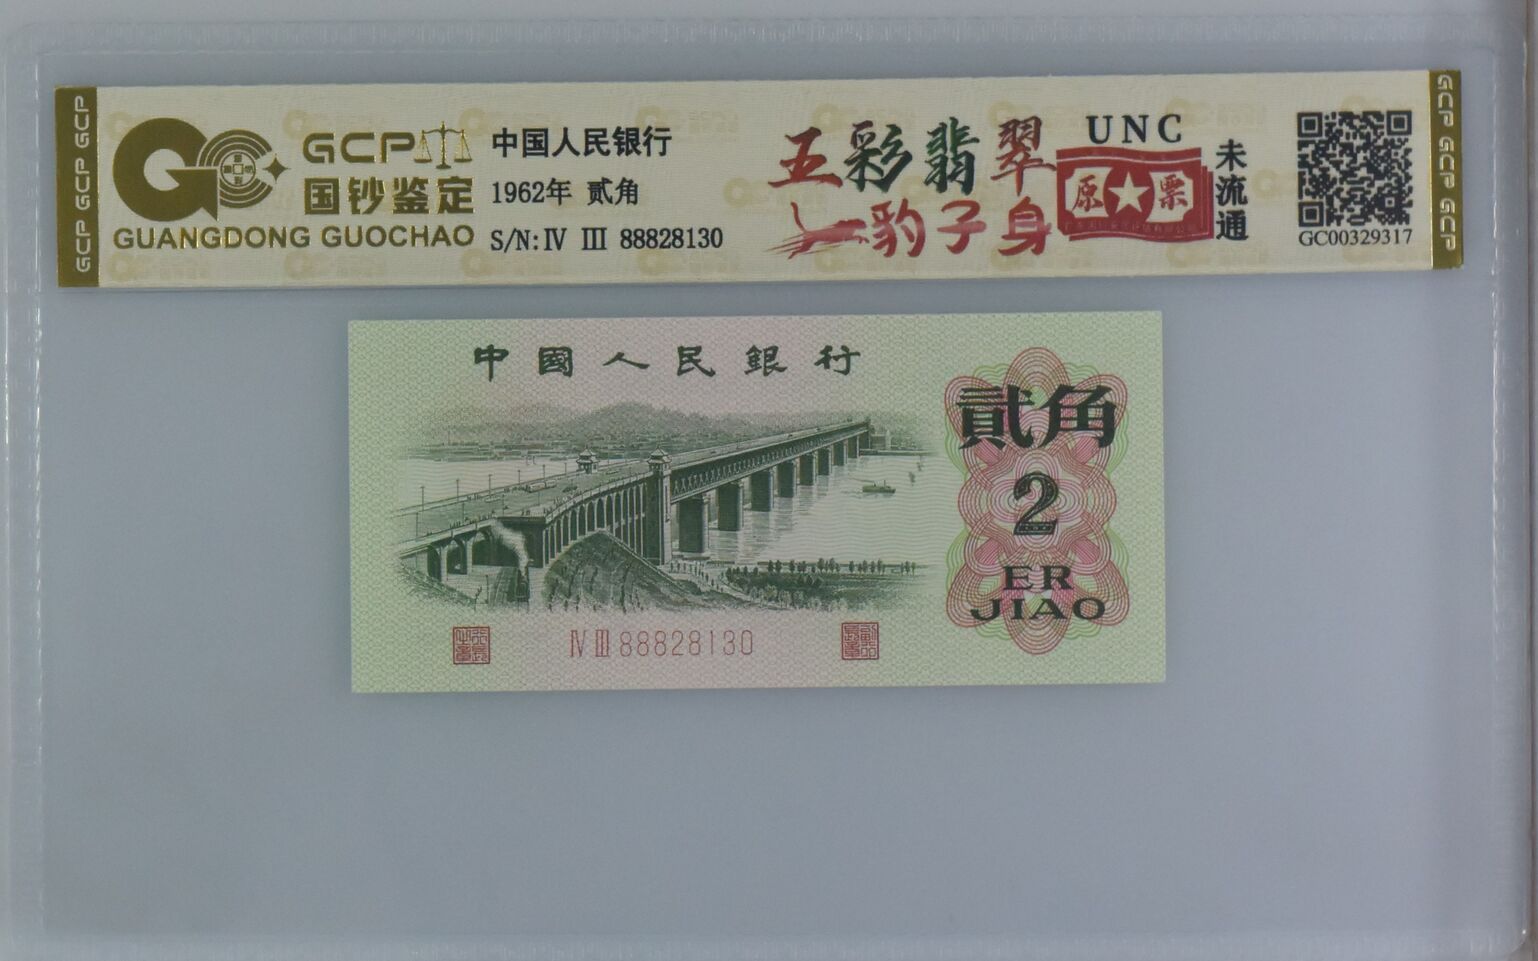 GCP GCP GCP
GCP
国钞鉴定
GUANGDONG GUOCHAO
中国人民银行
1962年 贰角
S/N:Ⅳ Ⅲ 88828130
五彩翡翠
豹子身
UNC
原票
未流通
GC00329317
GCP GCP GCP
中國人民銀行
貳角
2
ER
JIAO
Ⅳ Ⅲ 88828130